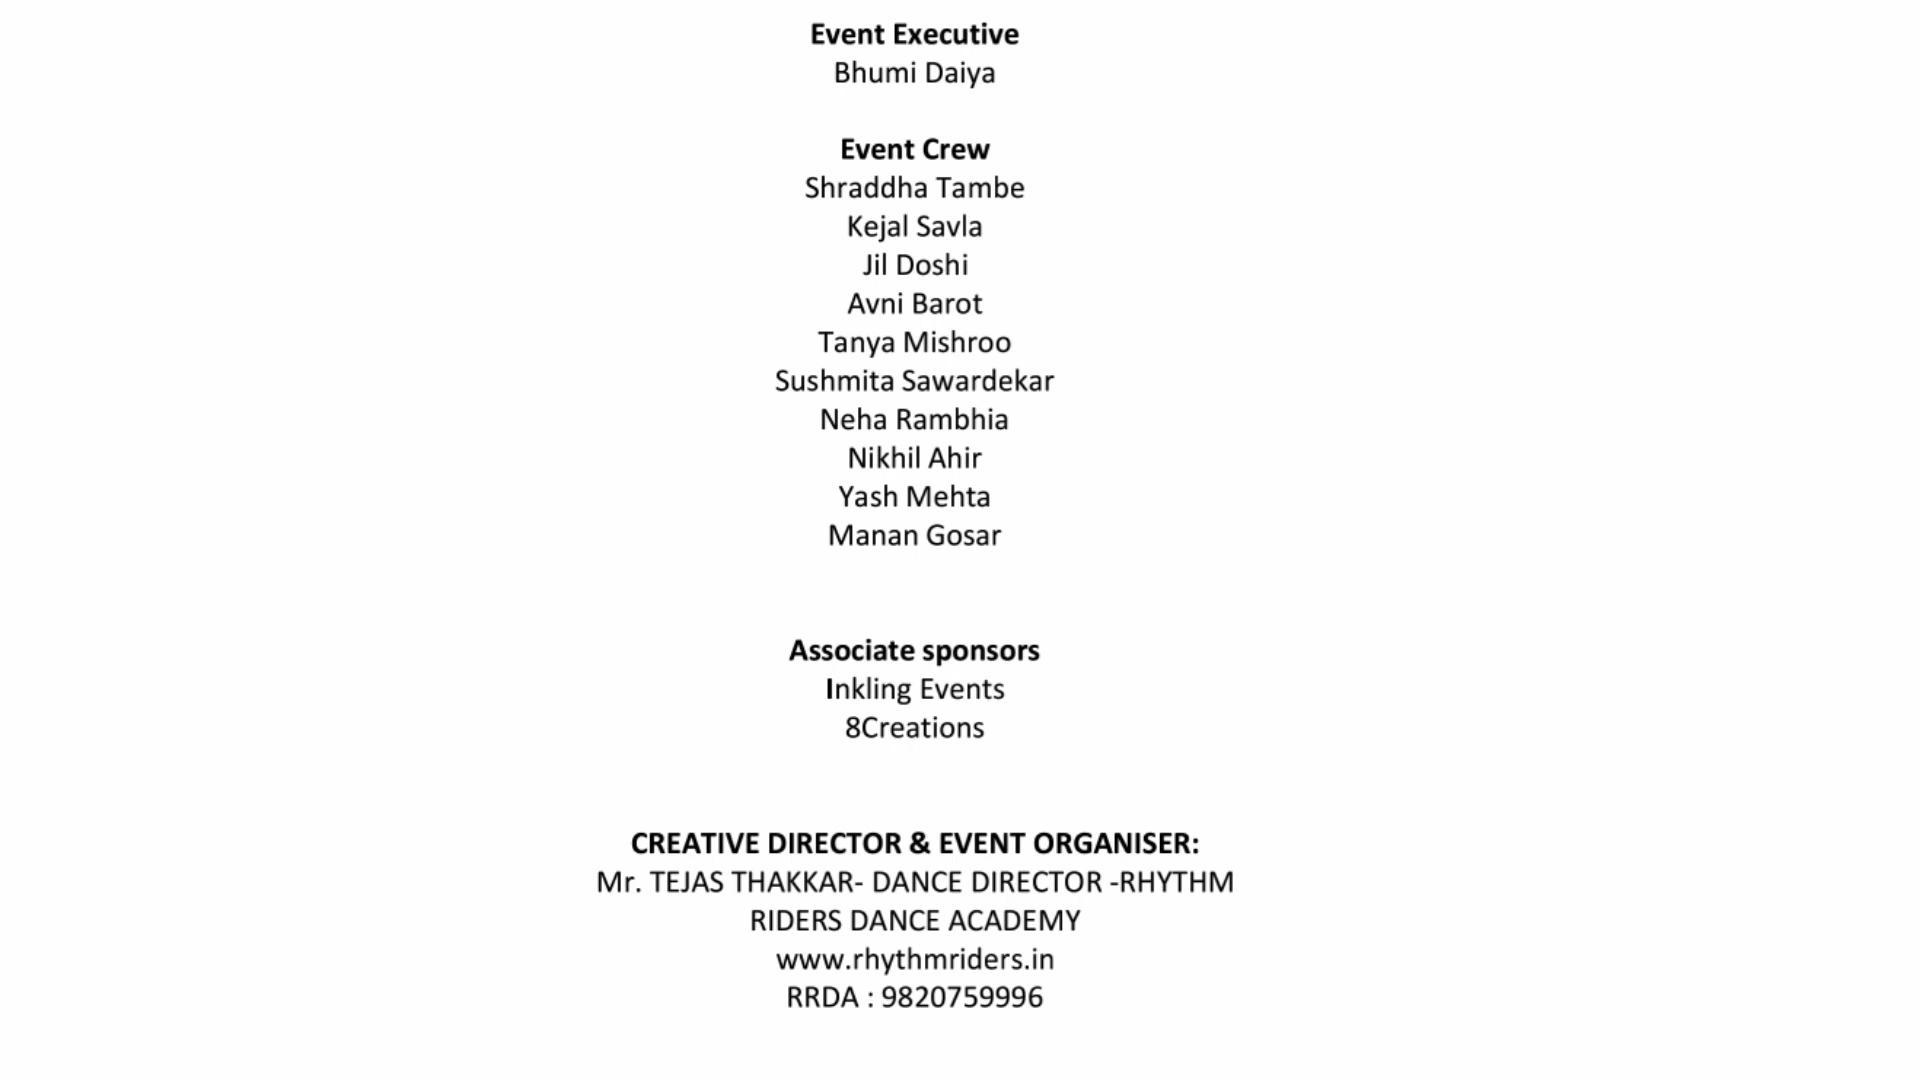 Event Executive
Bhumi Daiya
Event Crew
Shraddha Tambe
Kejal Savla
Jil Doshi
Avni Barot
Tanya Mishroo
Sushmita Sawardekar
Neha Rambhia
Nikhil Ahir
Yash Mehta
Manan Gosar
Associate sponsors
Inkling Events
8Creations
CREATIVE DIRECTOR & EVENT ORGANISER:
Mr. TEJAS THAKKAR- DANCE DIRECTOR -RHYTHM
RIDERS DANCE ACADEMY
www.rhythmriders.in
RRDA : 9820759996